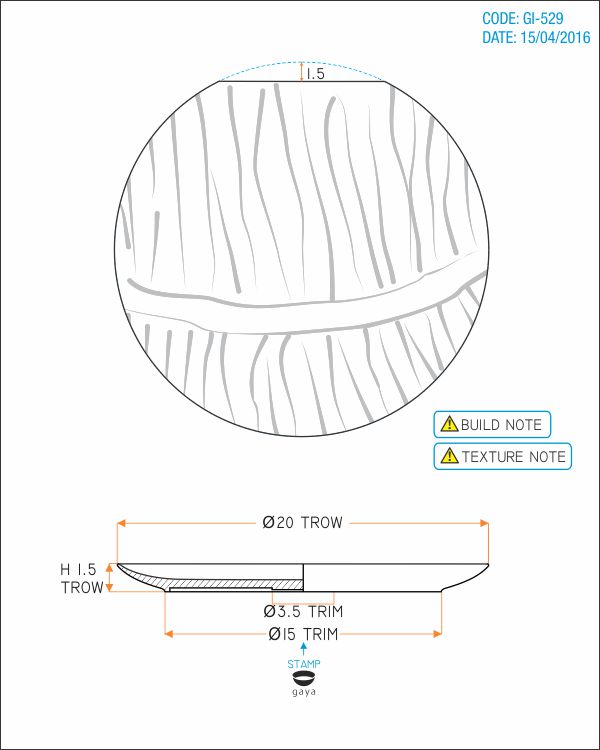 CODE: GI-529
DATE: 15/04/2016
1.5
BUILD NOTE
TEXTURE NOTE
Ø20 TROW
H 1.5
TROW
Ø3.5 TRIM
Ø15 TRIM
STAMP
gaya